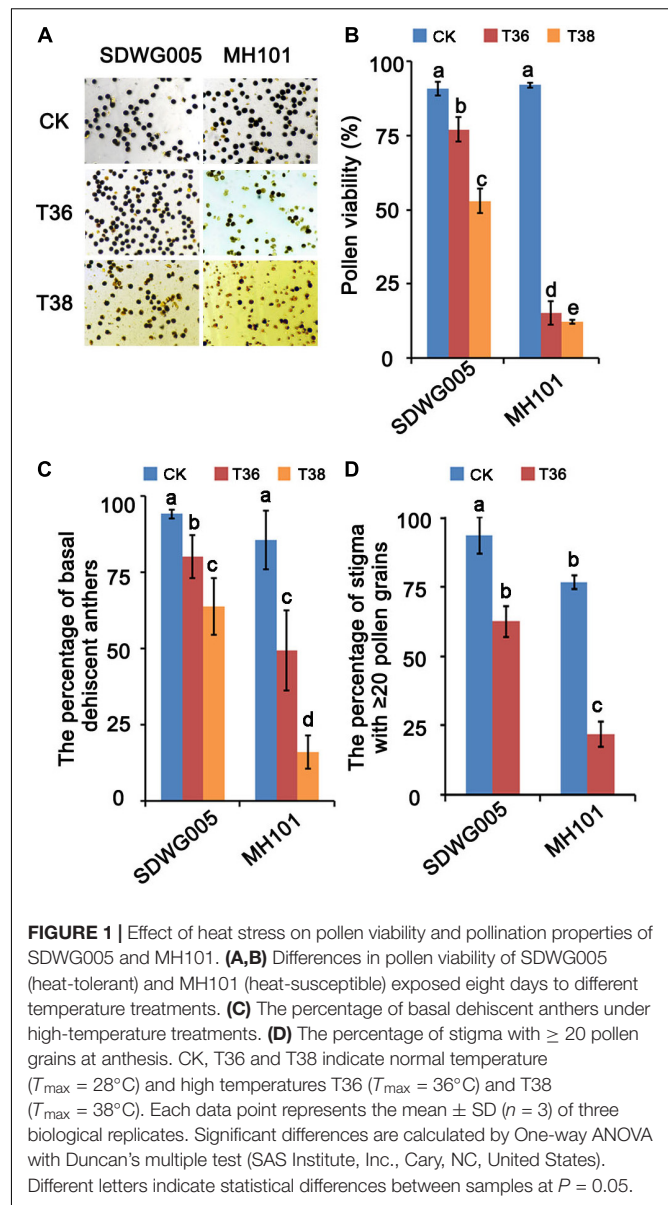 A
SDWG005 MH101
CK
T36
T38
B
CK T36 T38
Pollen viability (%)
100
75
50
25
0
a
b
c
a
d
e
SDWG005
MH101
C
CK T36 T38
The percentage of basal
dehiscent anthers
100
75
50
25
0
a
b
c
a
c
d
SDWG005
MH101
D
CK T36
The percentage of stigma
with ≥20 pollen grains
100
75
50
25
0
a
b
b
c
SDWG005
MH101
FIGURE 1 | Effect of heat stress on pollen viability and pollination properties of
SDWG005 and MH101. (A,B) Differences in pollen viability of SDWG005
(heat-tolerant) and MH101 (heat-susceptible) exposed eight days to different
temperature treatments. (C) The percentage of basal dehiscent anthers under
high-temperature treatments. (D) The percentage of stigma with ≥ 20 pollen
grains at anthesis. CK, T36 and T38 indicate normal temperature
(Tmax = 28°C) and high temperatures T36 (Tmax = 36°C) and T38
(Tmax = 38°C). Each data point represents the mean ± SD (n = 3) of three
biological replicates. Significant differences are calculated by One-way ANOVA
with Duncan's multiple test (SAS Institute, Inc., Cary, NC, United States).
Different letters indicate statistical differences between samples at P = 0.05.